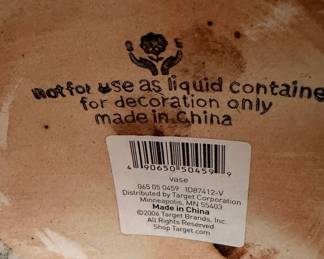 not for use as liquid containe
for decoration only
made in China
4 90650 50459 9
vase
065 05 0459 ID87412-V
Distributed by Target Corporation
Minneapolis, MN 55403
Made in China
©2006 Target Brands, Inc.
All Rights Reserved
Shop Target.com